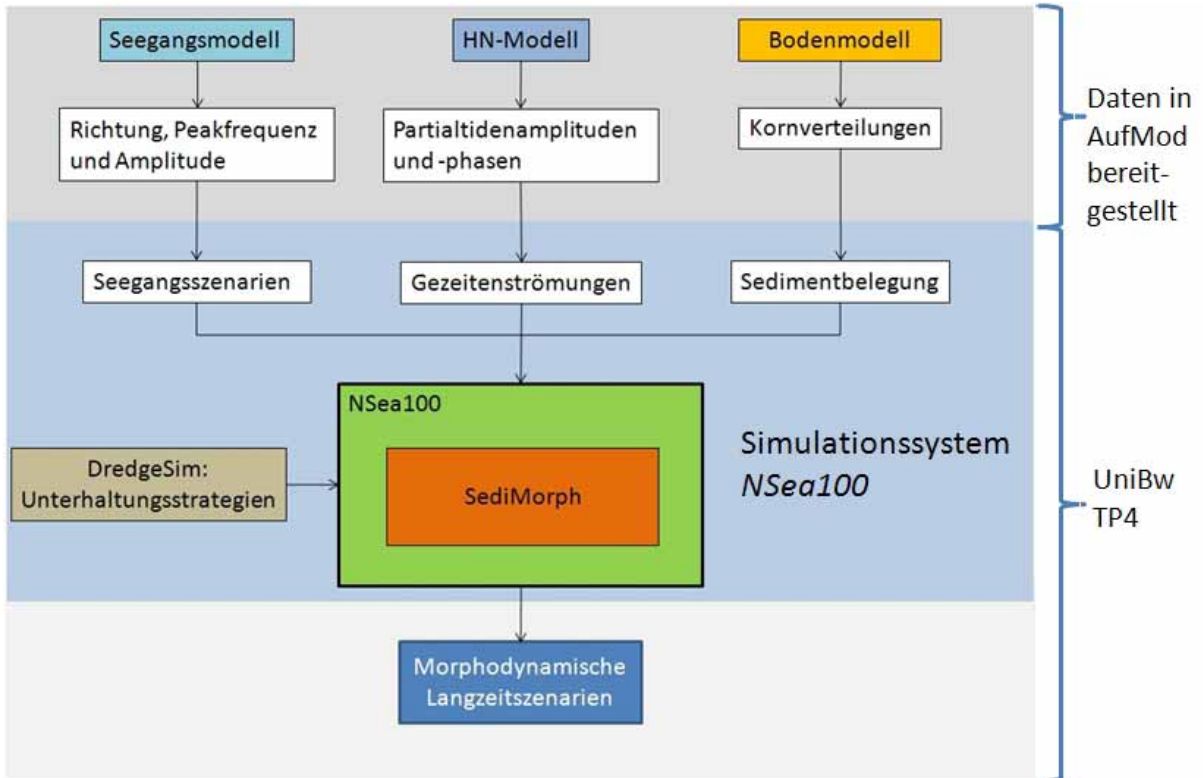 Seegangsmodell
HN-Modell
Bodenmodell
Richtung, Peakfrequenz
und Amplitude
Partialtidenamplituden
und -phasen
Kornverteilungen
Daten in
AufMod
bereit-
gestellt
Seegangsszenarien
Gezeitenströmungen
Sedimentbelegung
NSea100
SediMorph
DredgeSim:
Unterhaltungsstrategien
Simulationssystem
NSea100
UniBw
TP4
Morphodynamische
Langzeitszenarien